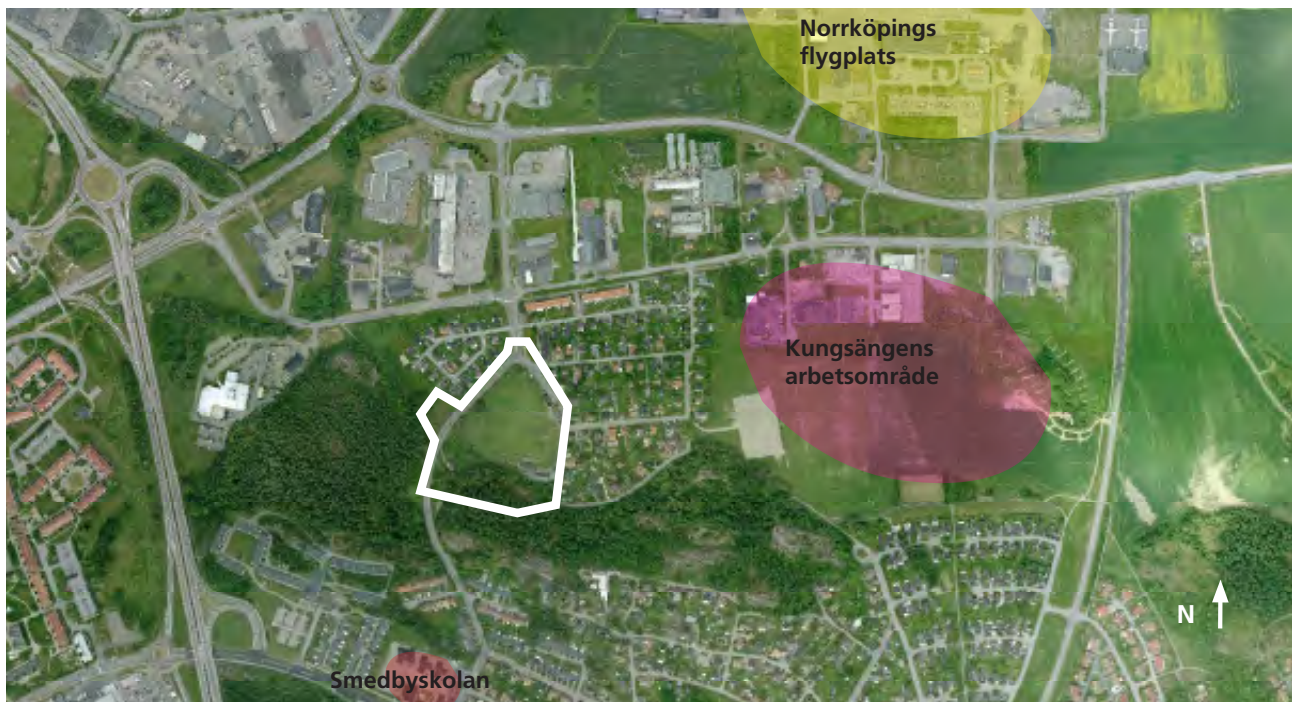 Norrköpings
flygplats
Kungsängens
arbetsområde
N
Smedbyskolan